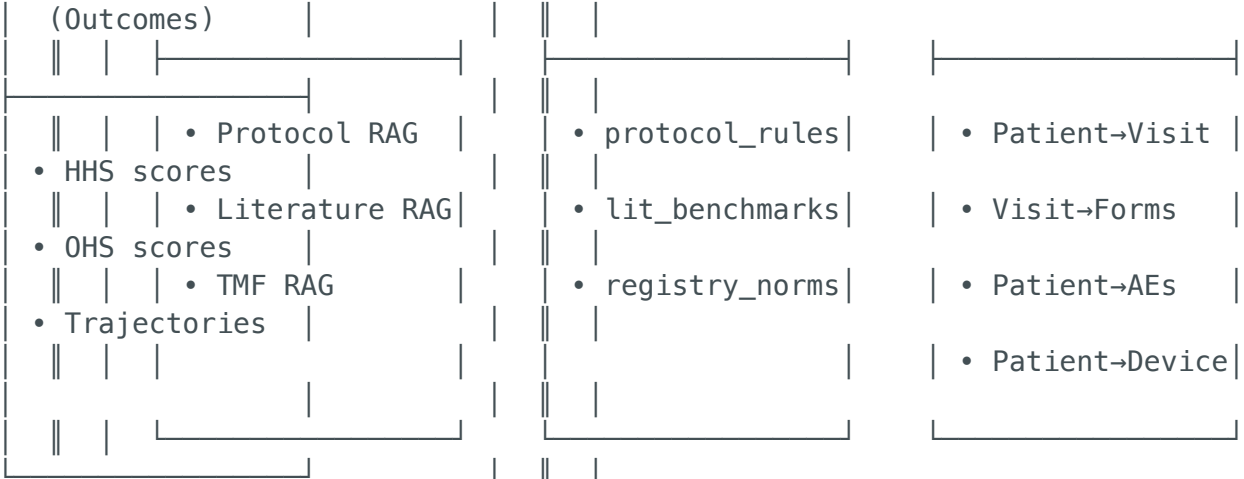 (Outcomes)
• Protocol RAG • protocol_rules • Patient→Visit
• HHS scores
• Literature RAG • lit_benchmarks • Visit→Forms
• OHS scores
• TMF RAG • registry_norms • Patient→AEs
• Trajectories
• Patient→Device